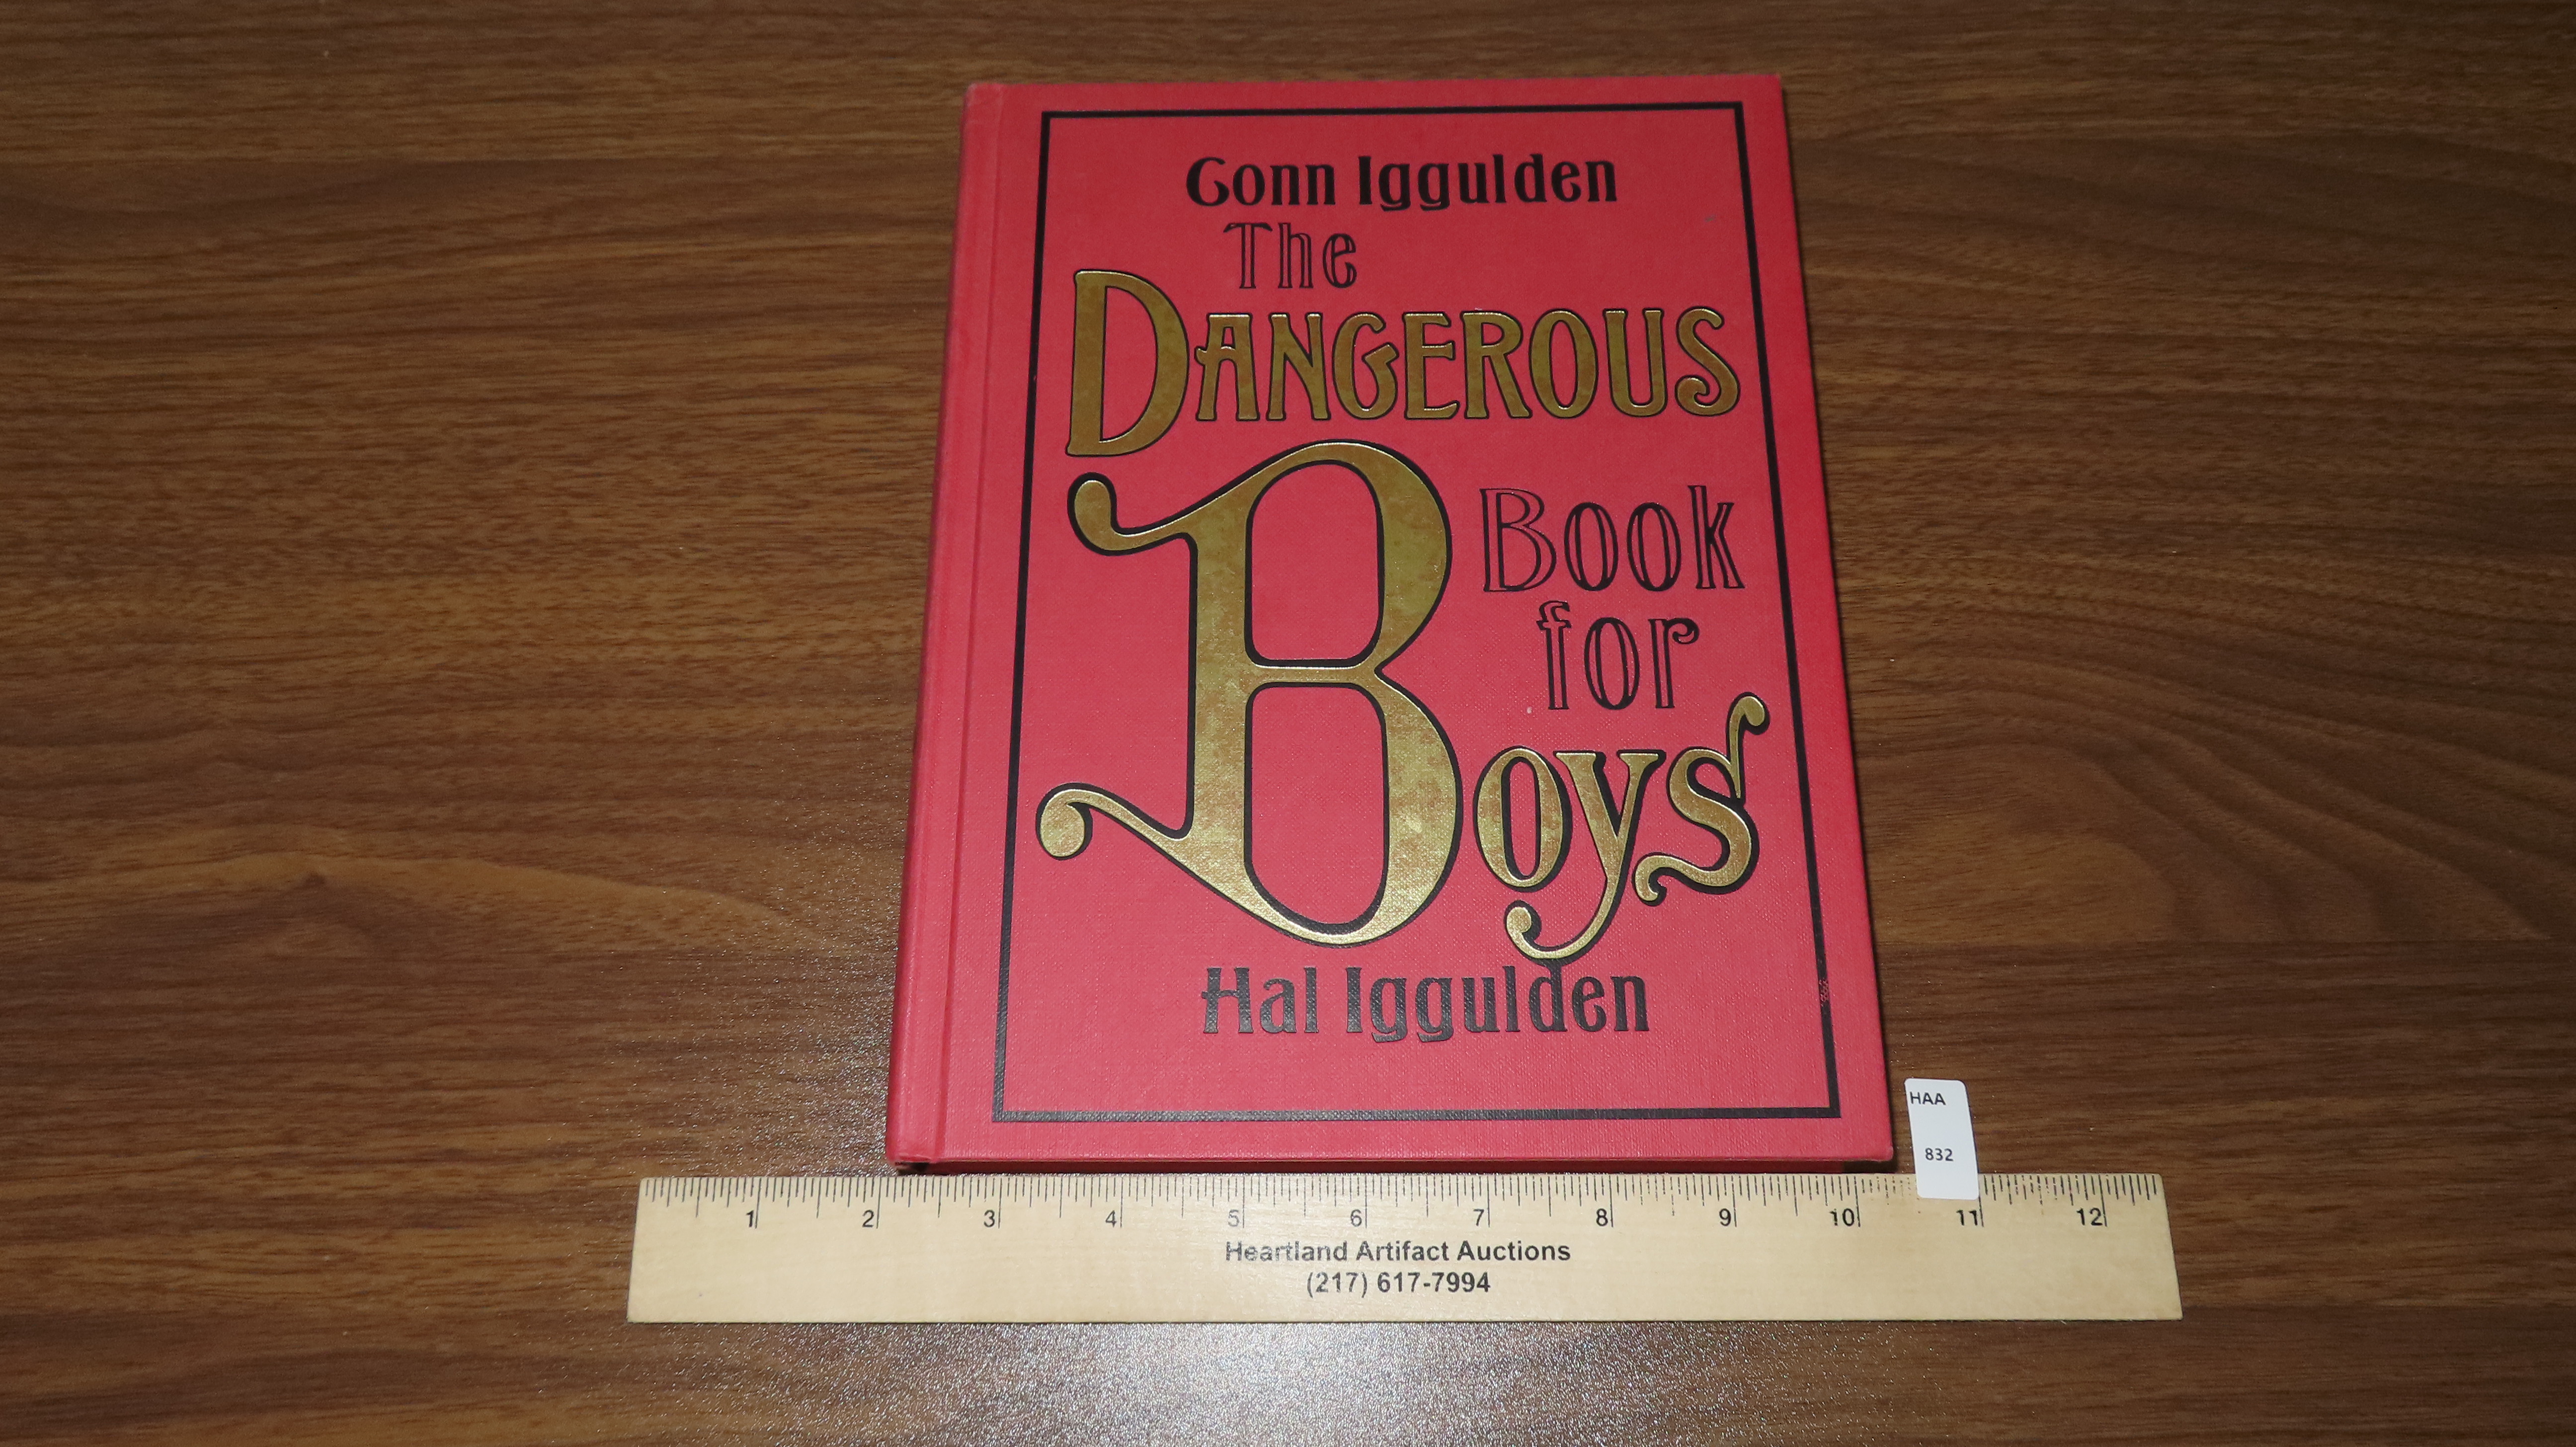 Conn Iggulden
The
DANGEROUS
Book
for
Boys
Hal Iggulden
HAA
832
1 2 3 4 5 6 7 8 9 10 11 12
Heartland Artifact Auctions
(217) 617-7994